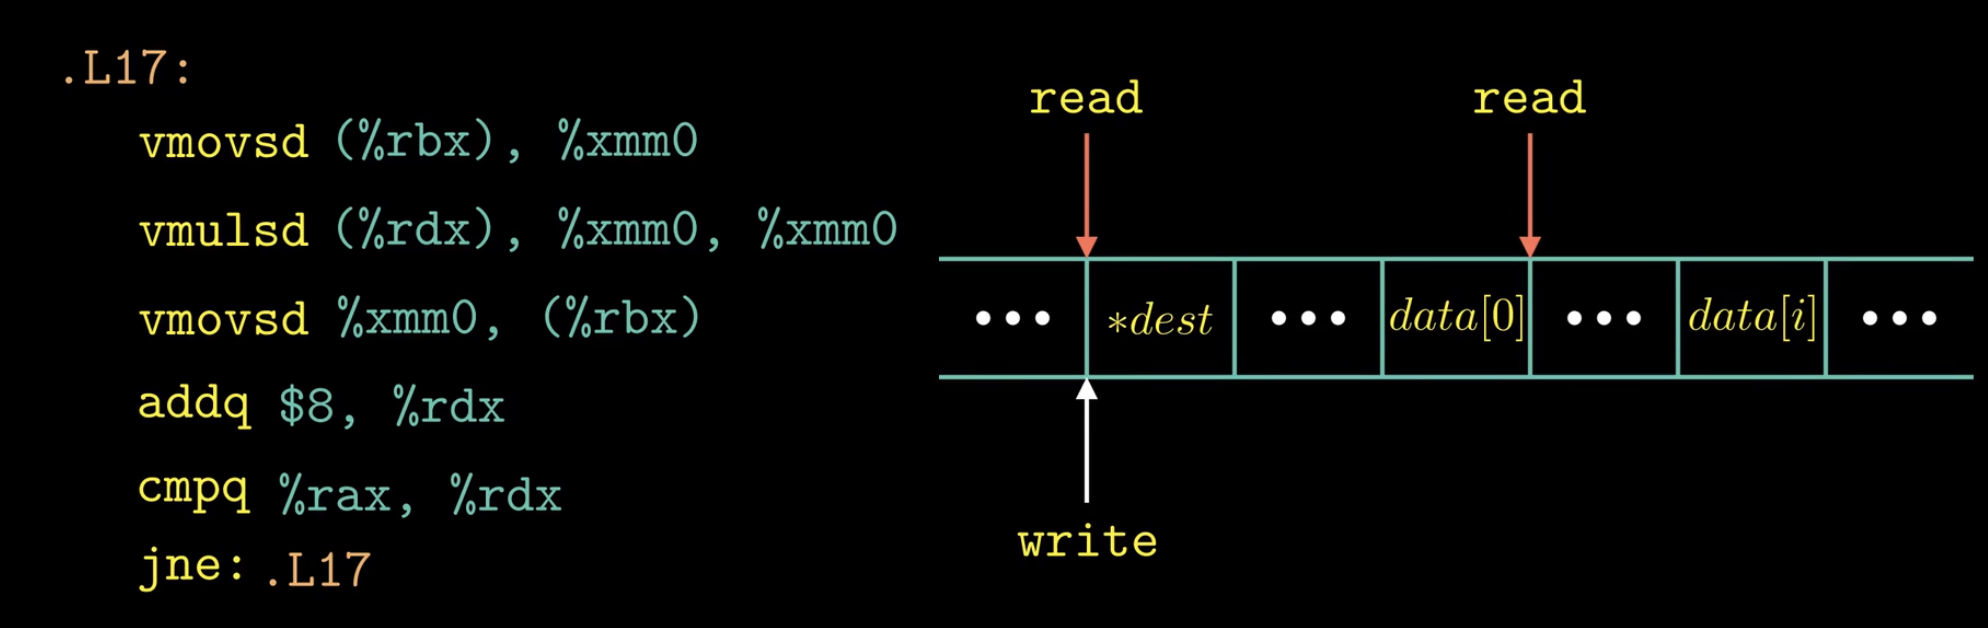 .L17:
vmovsd (%rbx), %xmm0
vmulsd (%rdx), %xmm0, %xmm0
vmovsd %xmm0, (%rbx)
addq $8, %rdx
cmpq %rax, %rdx
jne: .L17
read read
••• *dest ••• data[0] ••• data[i] •••
write